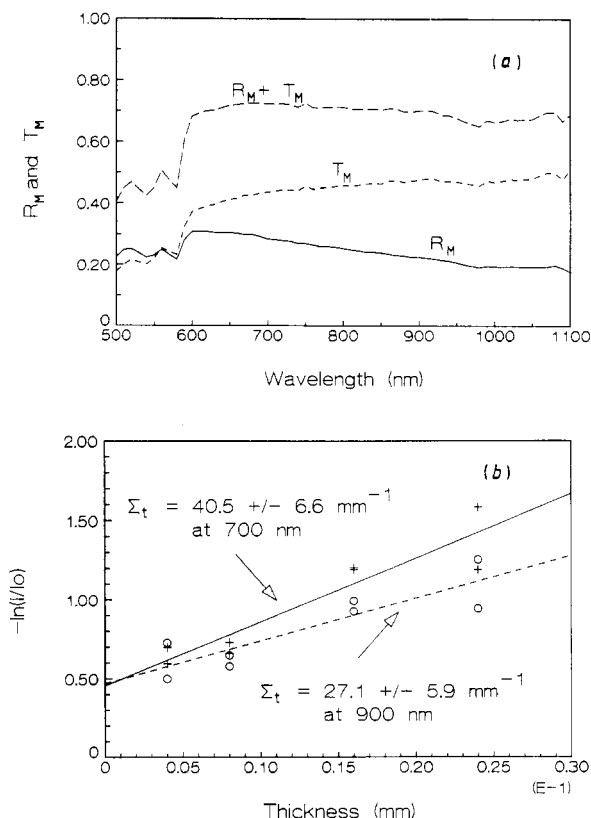 1.00
0.80
0.60
0.40
0.20
0
R_M and T_M
(a)
R_M + T_M
T_M
R_M
500 600 700 800 900 1000 1100
Wavelength (nm)
2.00
1.50
1.00
0.50
0.00
-ln(i/Io)
(b)
Σ_t = 40.5 +/- 6.6 mm⁻¹
at 700 nm
Σ_t = 27.1 +/- 5.9 mm⁻¹
at 900 nm
0 0.05 0.10 0.15 0.20 0.25 0.30
(E-1)
Thickness (mm)